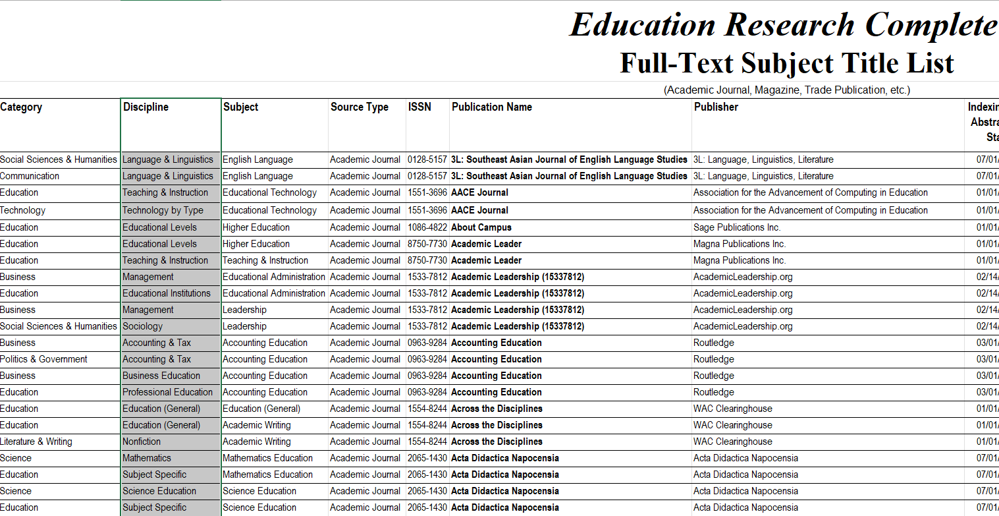 Education Research Complete
Full-Text Subject Title List
(Academic Journal, Magazine, Trade Publication, etc.)
Category Discipline Subject Source Type ISSN Publication Name Publisher Indexin
Abstra
Sta
Social Sciences & Humanities Language & Linguistics English Language Academic Journal 0128-5157 3L: Southeast Asian Journal of English Language Studies 3L: Language, Linguistics, Literature 07/01/
Communication Language & Linguistics English Language Academic Journal 0128-5157 3L: Southeast Asian Journal of English Language Studies 3L: Language, Linguistics, Literature 07/01/
Education Teaching & Instruction Educational Technology Academic Journal 1551-3696 AACE Journal Association for the Advancement of Computing in Education 01/01/
Technology Technology by Type Educational Technology Academic Journal 1551-3696 AACE Journal Association for the Advancement of Computing in Education 01/01/
Education Educational Levels Higher Education Academic Journal 1086-4822 About Campus Sage Publications Inc. 01/01/
Education Educational Levels Higher Education Academic Journal 8750-7730 Academic Leader Magna Publications Inc. 01/01/
Education Teaching & Instruction Teaching & Instruction Academic Journal 8750-7730 Academic Leader Magna Publications Inc. 01/01/
Business Management Educational Administration Academic Journal 1533-7812 Academic Leadership (15337812) AcademicLeadership.org 02/14/
Education Educational Institutions Educational Administration Academic Journal 1533-7812 Academic Leadership (15337812) AcademicLeadership.org 02/14/
Business Management Leadership Academic Journal 1533-7812 Academic Leadership (15337812) AcademicLeadership.org 02/14/
Social Sciences & Humanities Sociology Leadership Academic Journal 1533-7812 Academic Leadership (15337812) AcademicLeadership.org 02/14/
Business Accounting & Tax Accounting Education Academic Journal 0963-9284 Accounting Education Routledge 03/01/
Politics & Government Accounting & Tax Accounting Education Academic Journal 0963-9284 Accounting Education Routledge 03/01/
Business Business Education Accounting Education Academic Journal 0963-9284 Accounting Education Routledge 03/01/
Education Professional Education Accounting Education Academic Journal 0963-9284 Accounting Education Routledge 03/01/
Education Education (General) Education (General) Academic Journal 1554-8244 Across the Disciplines WAC Clearinghouse 01/01/
Education Education (General) Academic Writing Academic Journal 1554-8244 Across the Disciplines WAC Clearinghouse 01/01/
Literature & Writing Nonfiction Academic Writing Academic Journal 1554-8244 Across the Disciplines WAC Clearinghouse 01/01/
Science Mathematics Mathematics Education Academic Journal 2065-1430 Acta Didactica Napocensia Acta Didactica Napocensia 07/01/
Education Subject Specific Mathematics Education Academic Journal 2065-1430 Acta Didactica Napocensia Acta Didactica Napocensia 07/01/
Science Science Education Science Education Academic Journal 2065-1430 Acta Didactica Napocensia Acta Didactica Napocensia 07/01/
Education Subject Specific Science Education Academic Journal 2065-1430 Acta Didactica Napocensia Acta Didactica Napocensia 07/01/